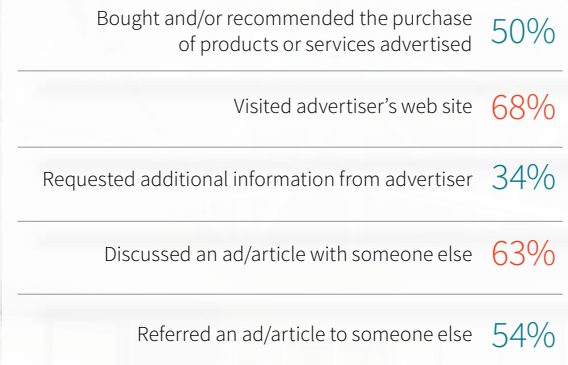 Bought and/or recommended the purchase
of products or services advertised 50%
Visited advertiser's web site 68%
Requested additional information from advertiser 34%
Discussed an ad/article with someone else 63%
Referred an ad/article to someone else 54%